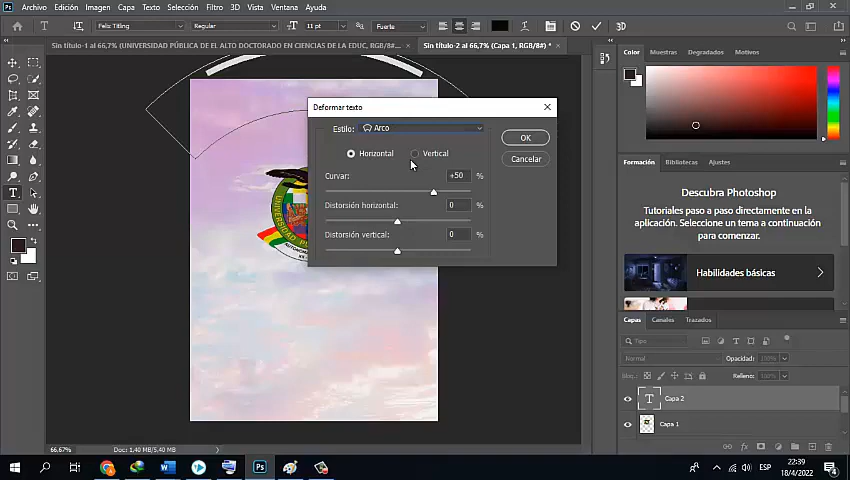 Archivo Edición Imagen Capa Texto Selección Filtro 3D Vista Ventana Ayuda
T Felix Titling Regular 11 pt Fuerte 3D
Sin título-1 al 66,7% (UNIVERSIDAD PÚBLICA DE EL ALTO DOCTORADO EN CIENCIAS DE LA EDUC, RGB/8#) * ×
Sin título-2 al 66,7% (Capa 1, RGB/8#) * ×
Color Muestras Degradados Motivos
Deformar texto
Estilo: Arco
OK
Horizontal Vertical
Cancelar
Curvar: +50 %
Distorsión horizontal: 0 %
Distorsión vertical: 0 %
Formación Bibliotecas Ajustes
Descubra Photoshop
Tutoriales paso a paso directamente en la
aplicación. Seleccione un tema a continuación
para comenzar.
Habilidades básicas
Capas Canales Trazados
Tipo
Normal Opacidad: 100%
Bloq.: Relleno: 100%
T Capa 2
Capa 1
66,67% Doc: 1,40 MB/5,40 MB
ESP
22:39
18/4/2022
4